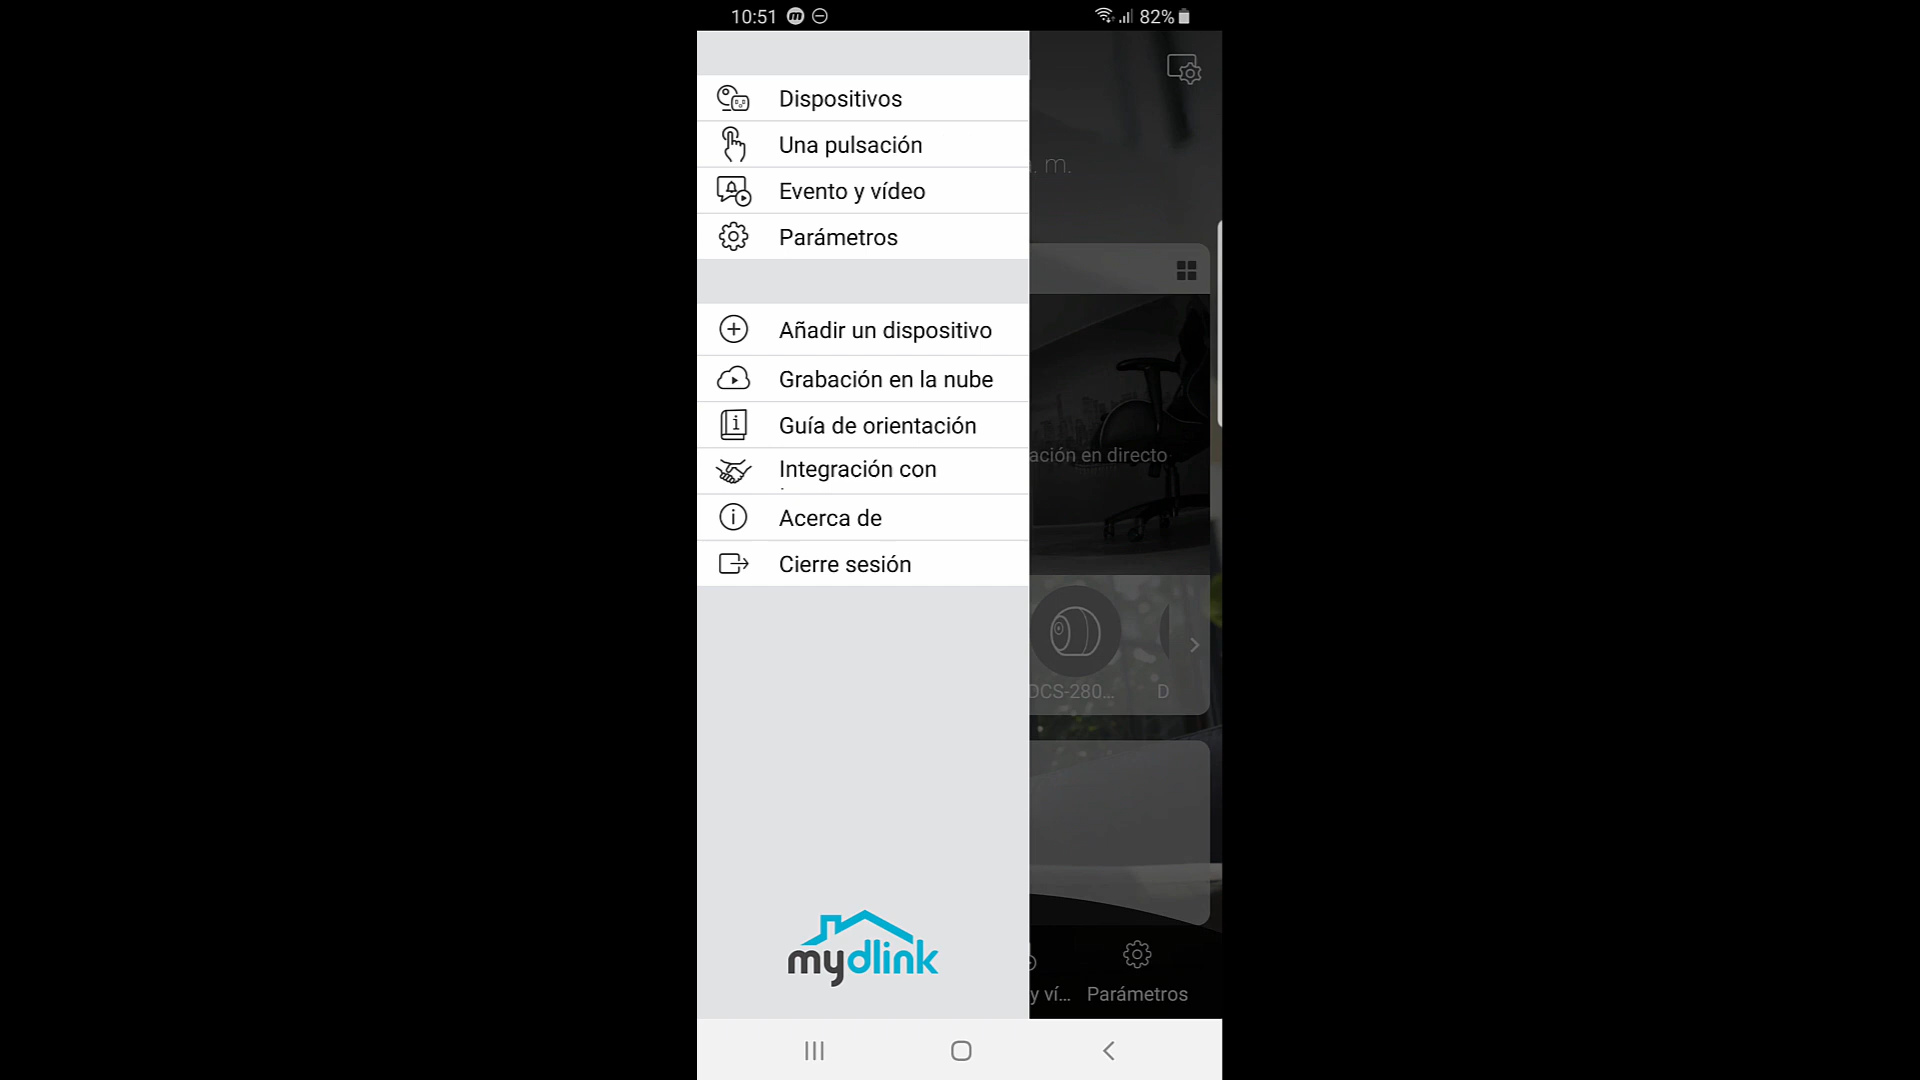 10:51
82%
Dispositivos
Una pulsación
Evento y vídeo
Parámetros
Añadir un dispositivo
Grabación en la nube
Guía de orientación
Integración con
Acerca de
Cierre sesión
mydlink
. m.
ación en directo
DCS-280...
D
y ví...
Parámetros